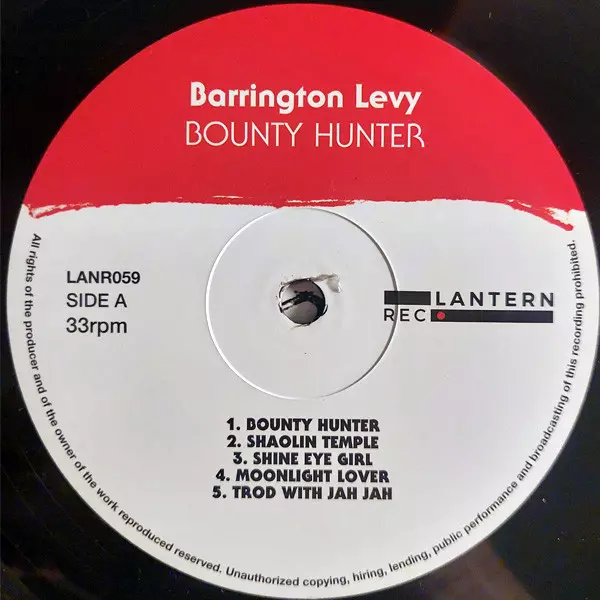 Barrington Levy
BOUNTY HUNTER
LANR059
SIDE A
33rpm
LANTERN
REC
1. BOUNTY HUNTER
2. SHAOLIN TEMPLE
3. SHINE EYE GIRL
4. MOONLIGHT LOVER
5. TROD WITH JAH JAH
All rights of the producer and of the owner of the work reproduced reserved. Unauthorized copying, hiring, lending, public performance and broadcasting of this recording prohibited.